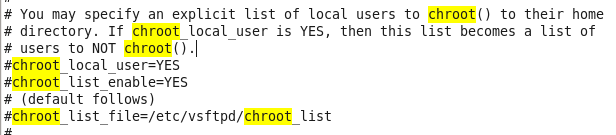 # You may specify an explicit list of local users to chroot() to their home
# directory. If chroot_local_user is YES, then this list becomes a list of
# users to NOT chroot().
#chroot_local_user=YES
#chroot_list_enable=YES
# (default follows)
#chroot_list_file=/etc/vsftpd/chroot_list
#